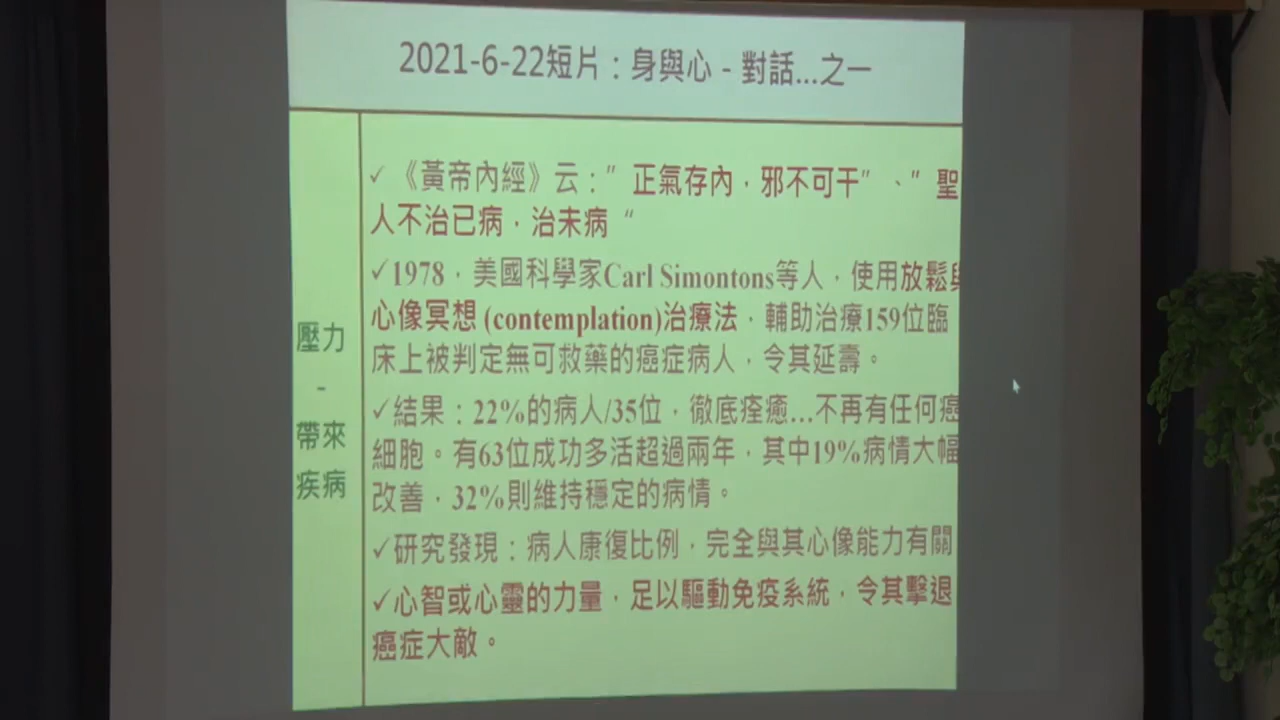 2021-6-22短片：身與心 - 對話...之一
壓力
-
帶來
疾病
✓《黃帝內經》云：”正氣存內，邪不可干”、”聖
人不治已病，治未病“
✓1978，美國科學家Carl Simontons等人，使用放鬆與
心像冥想 (contemplation)治療法，輔助治療159位臨
床上被判定無可救藥的癌症病人，令其延壽。
✓結果：22%的病人/35位，徹底痊癒...不再有任何癌
細胞。有63位成功多活超過兩年，其中19%病情大幅
改善，32%則維持穩定的病情。
✓研究發現：病人康復比例，完全與其心像能力有關
✓心智或心靈的力量，足以驅動免疫系統，令其擊退
癌症大敵。